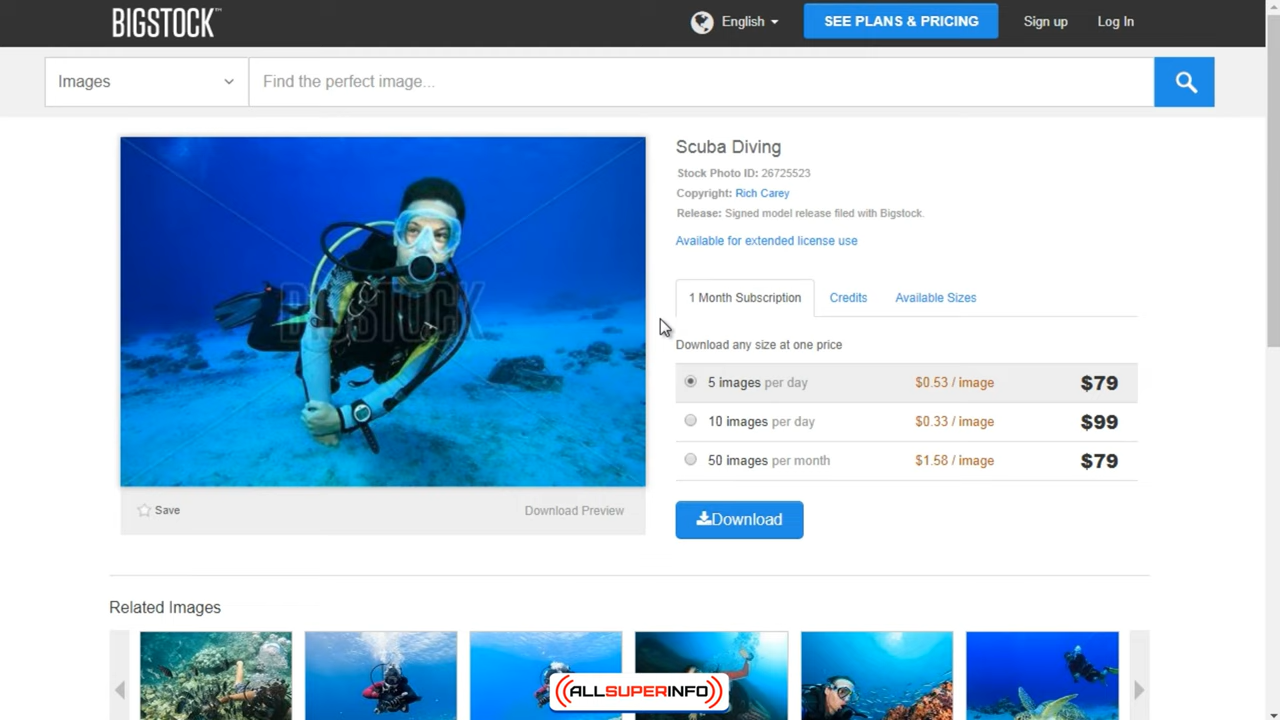 BIGSTOCK™
English
SEE PLANS & PRICING
Sign up
Log In
Images
Find the perfect image...
BIGSTOCK
Scuba Diving
Stock Photo ID: 26725523
Copyright: Rich Carey
Release: Signed model release filed with Bigstock.
Available for extended license use
1 Month Subscription
Credits
Available Sizes
Download any size at one price
5 images per day $0.53 / image $79
10 images per day $0.33 / image $99
50 images per month $1.58 / image $79
Save
Download Preview
Download
Related Images
ALLSUPERINFO